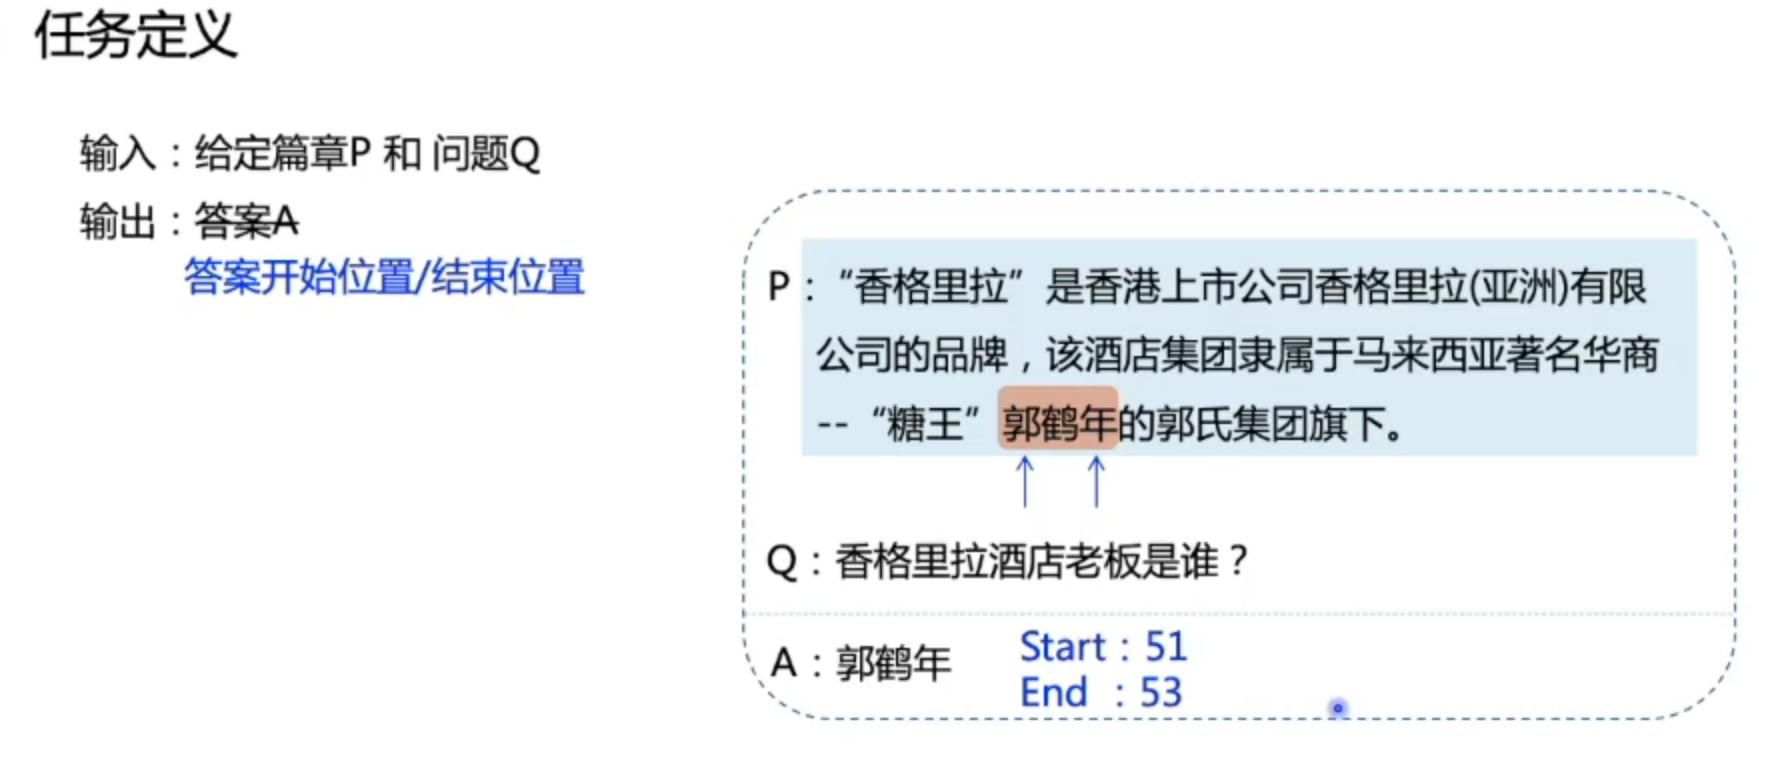 任务定义
输入：给定篇章P 和 问题Q
输出：答案A
答案开始位置/结束位置
P：“香格里拉”是香港上市公司香格里拉(亚洲)有限
公司的品牌，该酒店集团隶属于马来西亚著名华商
--“糖王”郭鹤年的郭氏集团旗下。
Q：香格里拉酒店老板是谁？
A：郭鹤年
Start：51
End ：53